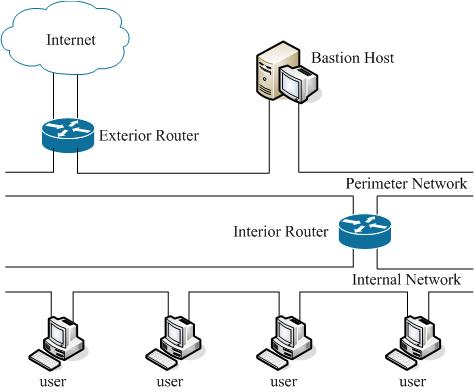 Internet
Bastion Host
Exterior Router
Perimeter Network
Interior Router
Internal Network
user
user
user
user